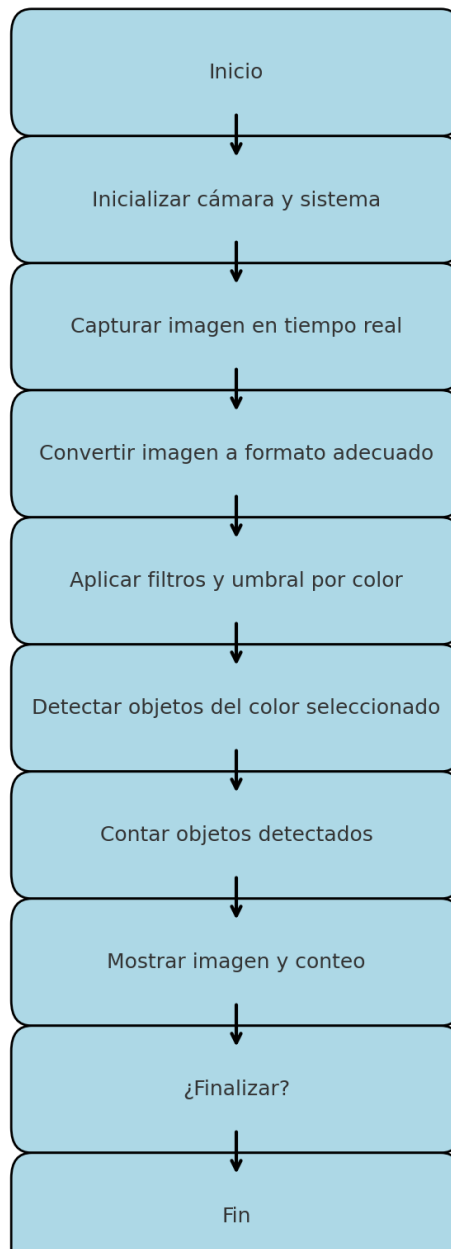 Inicio
Inicializar cámara y sistema
Capturar imagen en tiempo real
Convertir imagen a formato adecuado
Aplicar filtros y umbral por color
Detectar objetos del color seleccionado
Contar objetos detectados
Mostrar imagen y conteo
¿Finalizar?
Fin